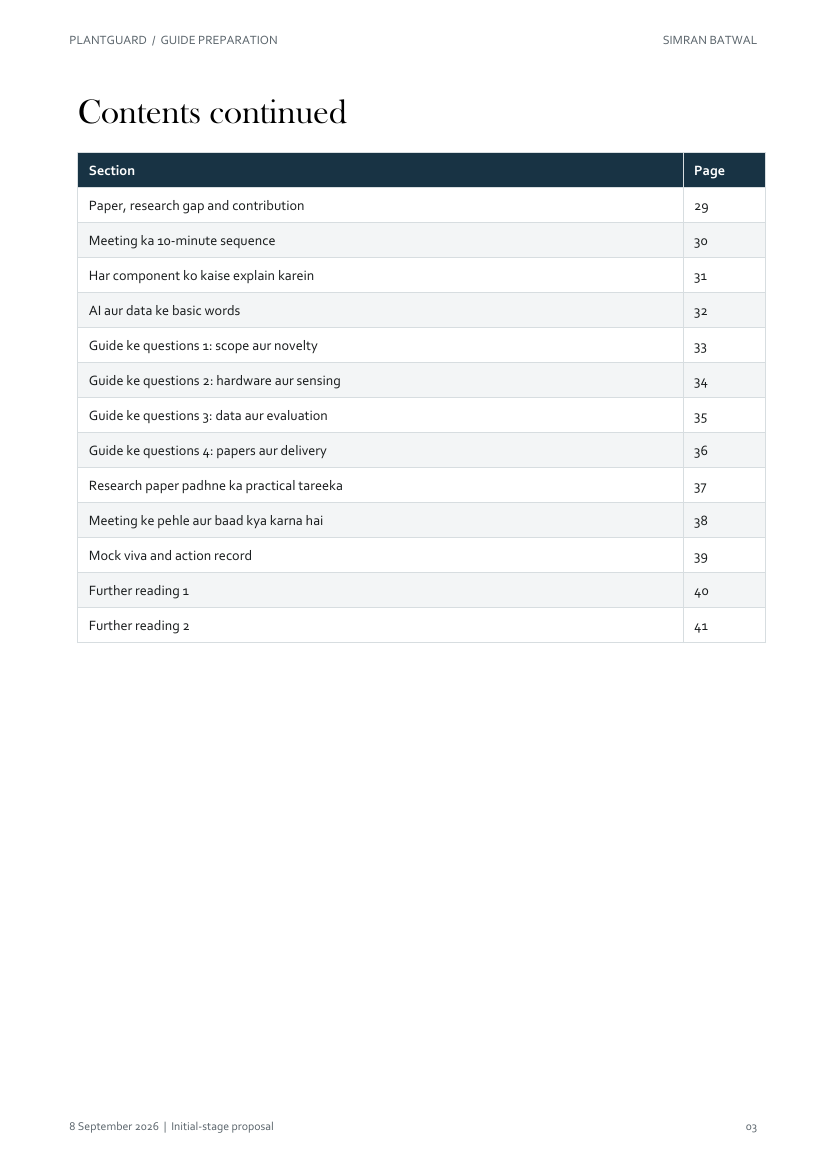 PLANTGUARD / GUIDE PREPARATION SIMRAN BATWAL
Contents continued
Section Page
Paper, research gap and contribution 29
Meeting ka 10-minute sequence 30
Har component ko kaise explain karein 31
AI aur data ke basic words 32
Guide ke questions 1: scope aur novelty 33
Guide ke questions 2: hardware aur sensing 34
Guide ke questions 3: data aur evaluation 35
Guide ke questions 4: papers aur delivery 36
Research paper padhne ka practical tareeka 37
Meeting ke pehle aur baad kya karna hai 38
Mock viva and action record 39
Further reading 1 40
Further reading 2 41
8 September 2026 | Initial-stage proposal 03